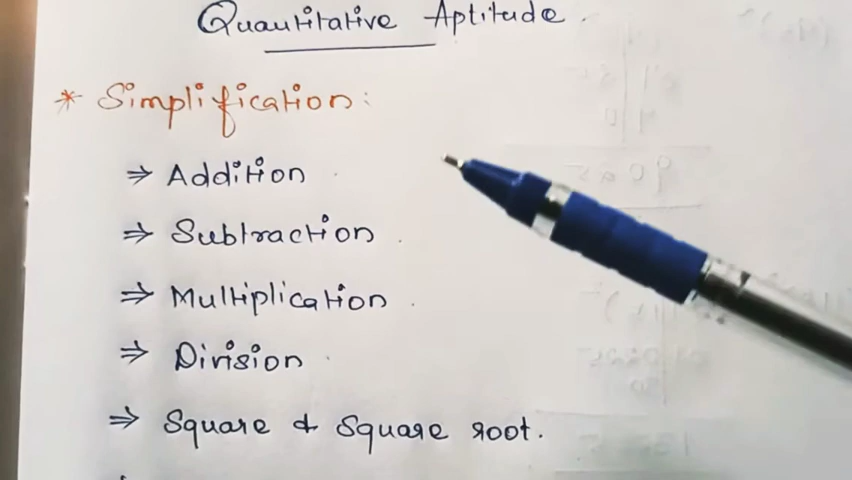 Quantitative Aptitude.
* Simplification:
⇒ Addition
⇒ Subtraction
⇒ Multiplication
⇒ Division
⇒ Square & Square root.